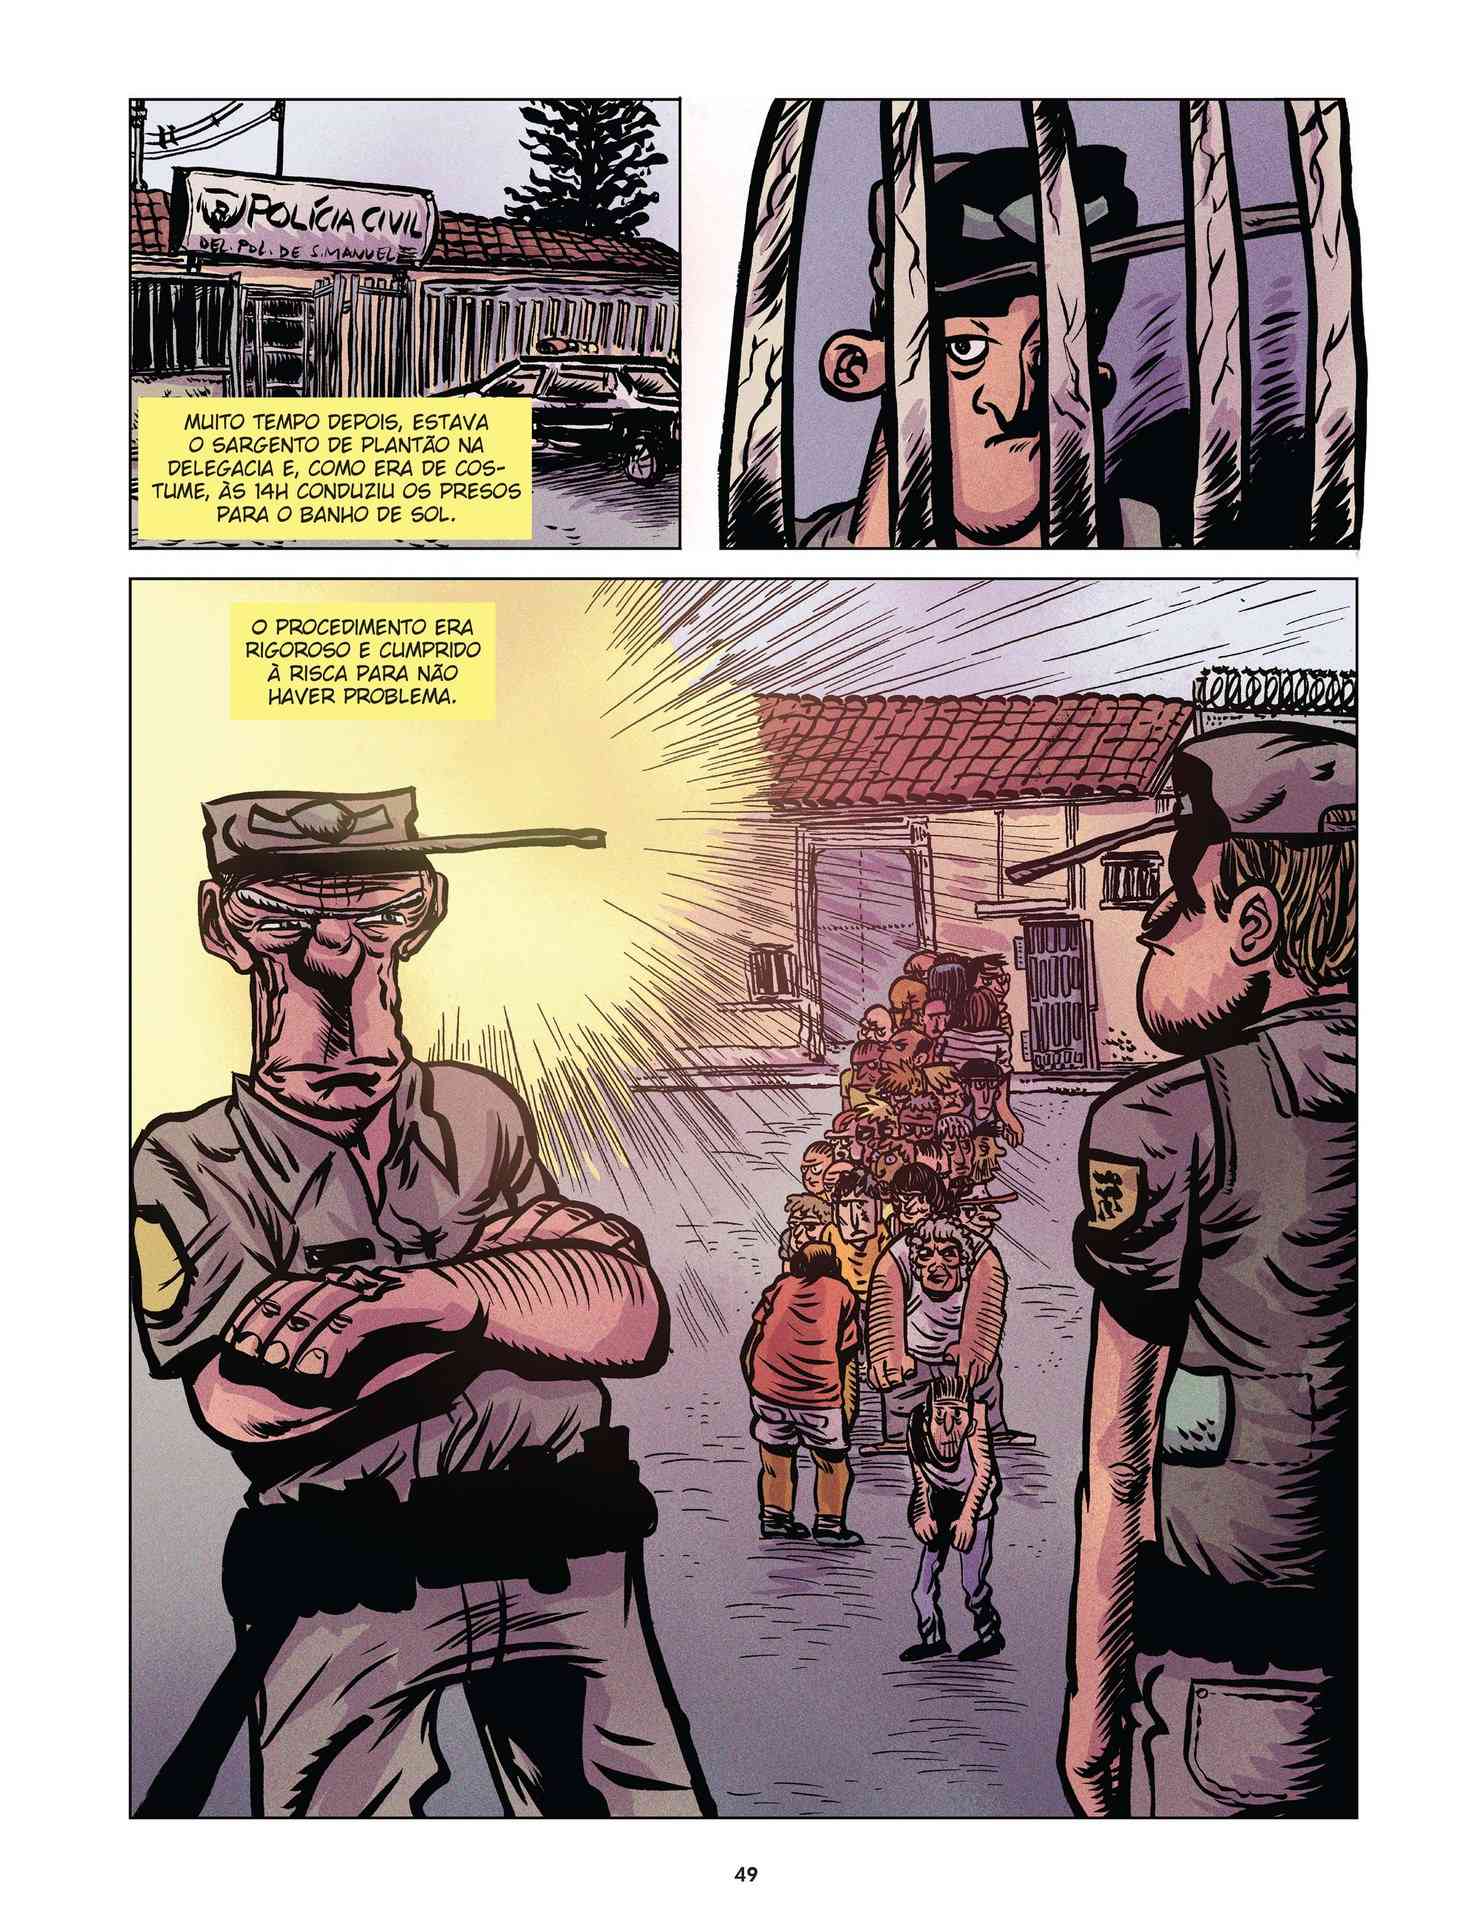 POLÍCIA CIVIL
DEL. POL. DE S. MANUEL
MUITO TEMPO DEPOIS, ESTAVA
O SARGENTO DE PLANTÃO NA
DELEGACIA E, COMO ERA DE COS-
TUME, ÀS 14H CONDUZIU OS PRESOS
PARA O BANHO DE SOL.
O PROCEDIMENTO ERA
RIGOROSO E CUMPRIDO
À RISCA PARA NÃO
HAVER PROBLEMA.
49